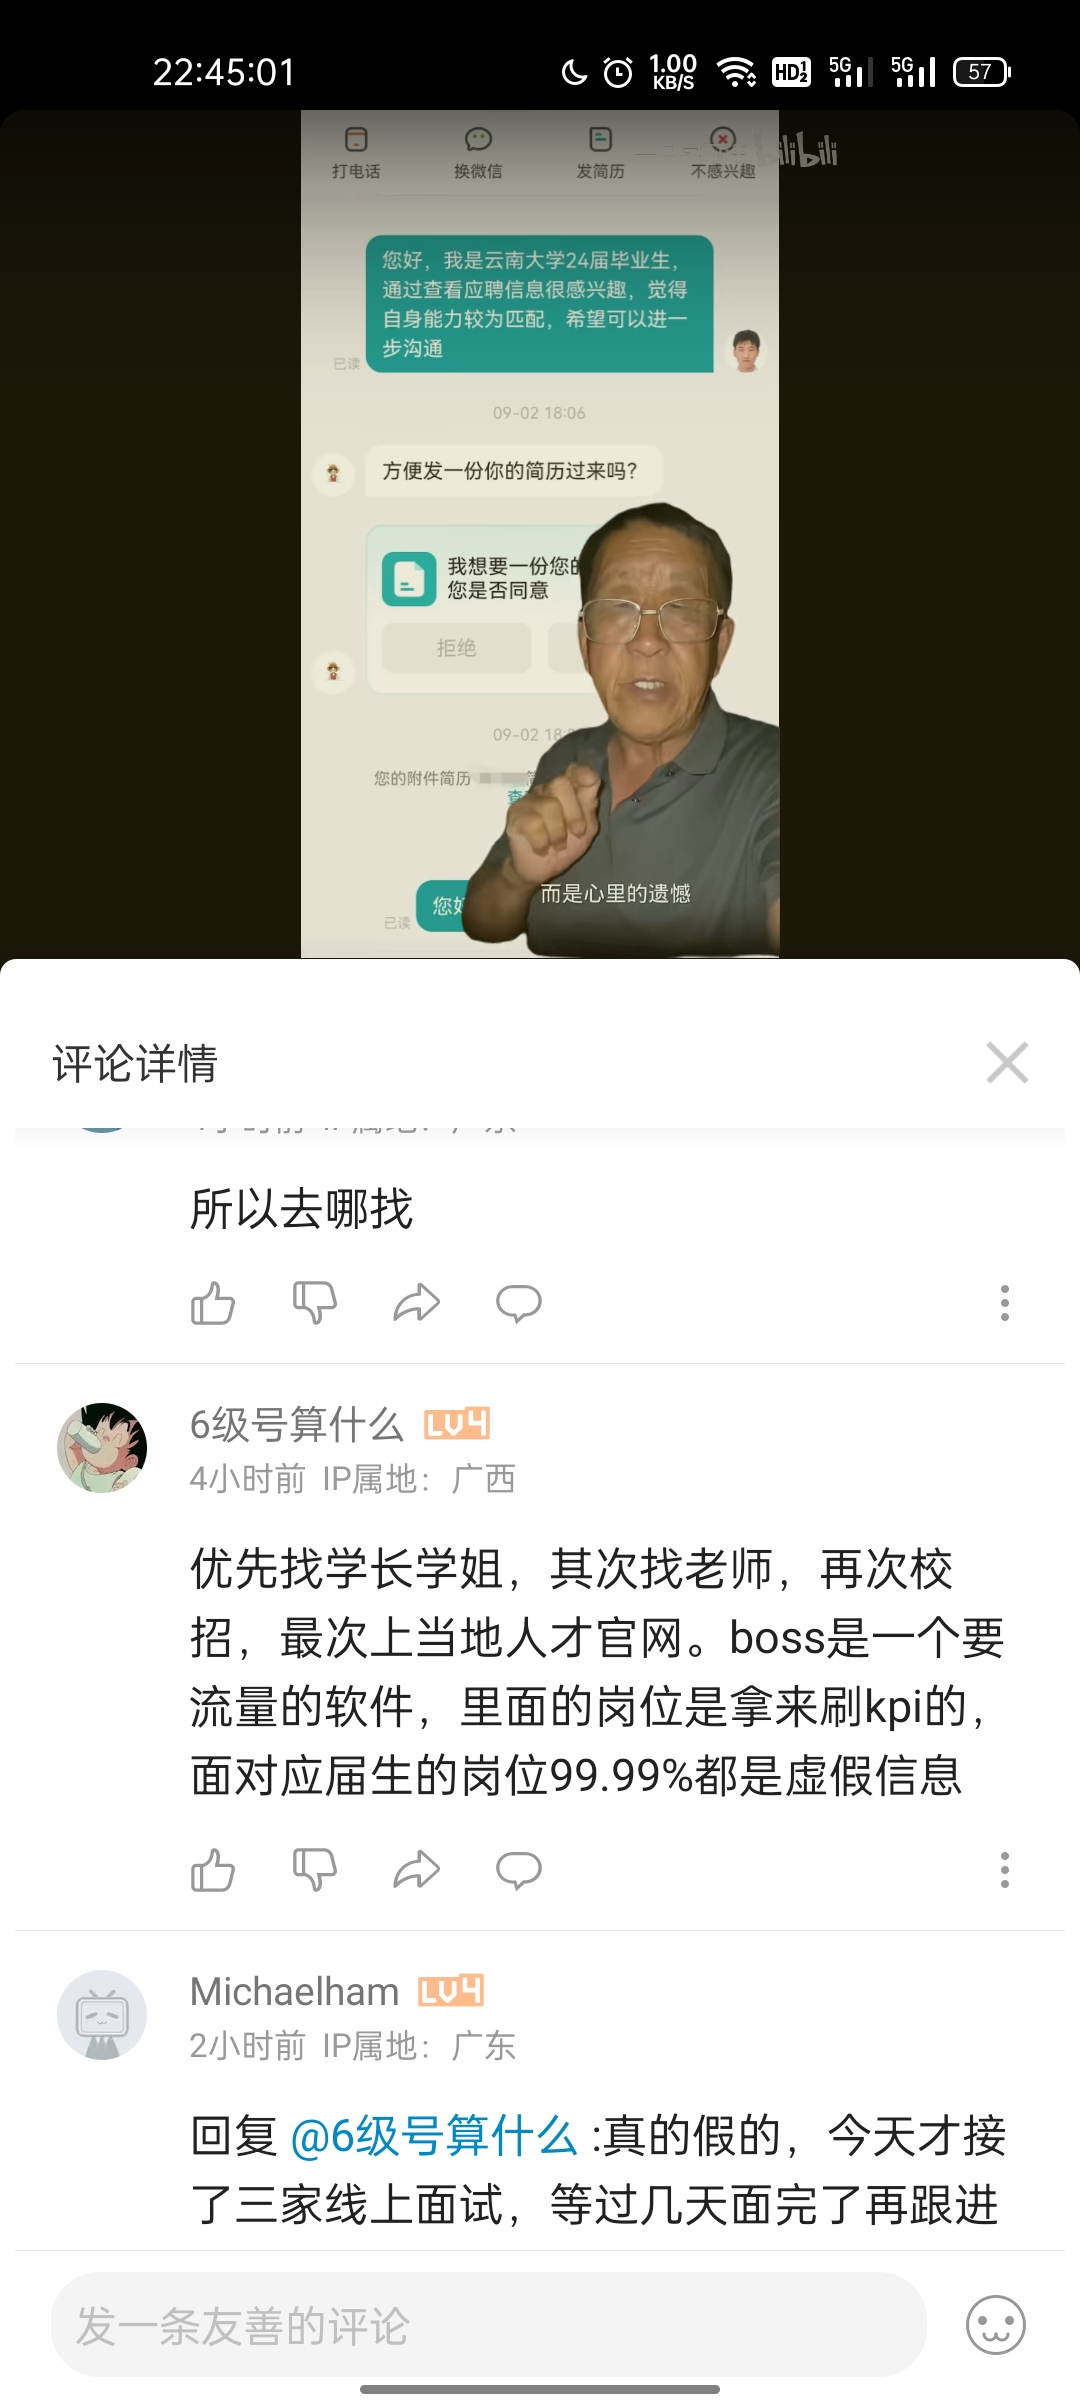 22:45:01
1.00
KB/S
HD
5G
5G
57
bilibili
打电话
换微信
发简历
不感兴趣
您好，我是云南大学24届毕业生，
通过查看应聘信息很感兴趣，觉得
自身能力较为匹配，希望可以进一
步沟通
已读
09-02 18:06
方便发一份你的简历过来吗？
我想要一份您的
您是否同意
拒绝
09-02 18:
您的附件简历
您好
已读
而是心里的遗憾
评论详情
所以去哪找
6级号算什么 LV4
4小时前 IP属地：广西
优先找学长学姐，其次找老师，再次校
招，最次上当地人才官网。boss是一个要
流量的软件，里面的岗位是拿来刷kpi的，
面对应届生的岗位99.99%都是虚假信息
Michaelham LV4
2小时前 IP属地：广东
回复 @6级号算什么 :真的假的，今天才接
了三家线上面试，等过几天面完了再跟进
发一条友善的评论